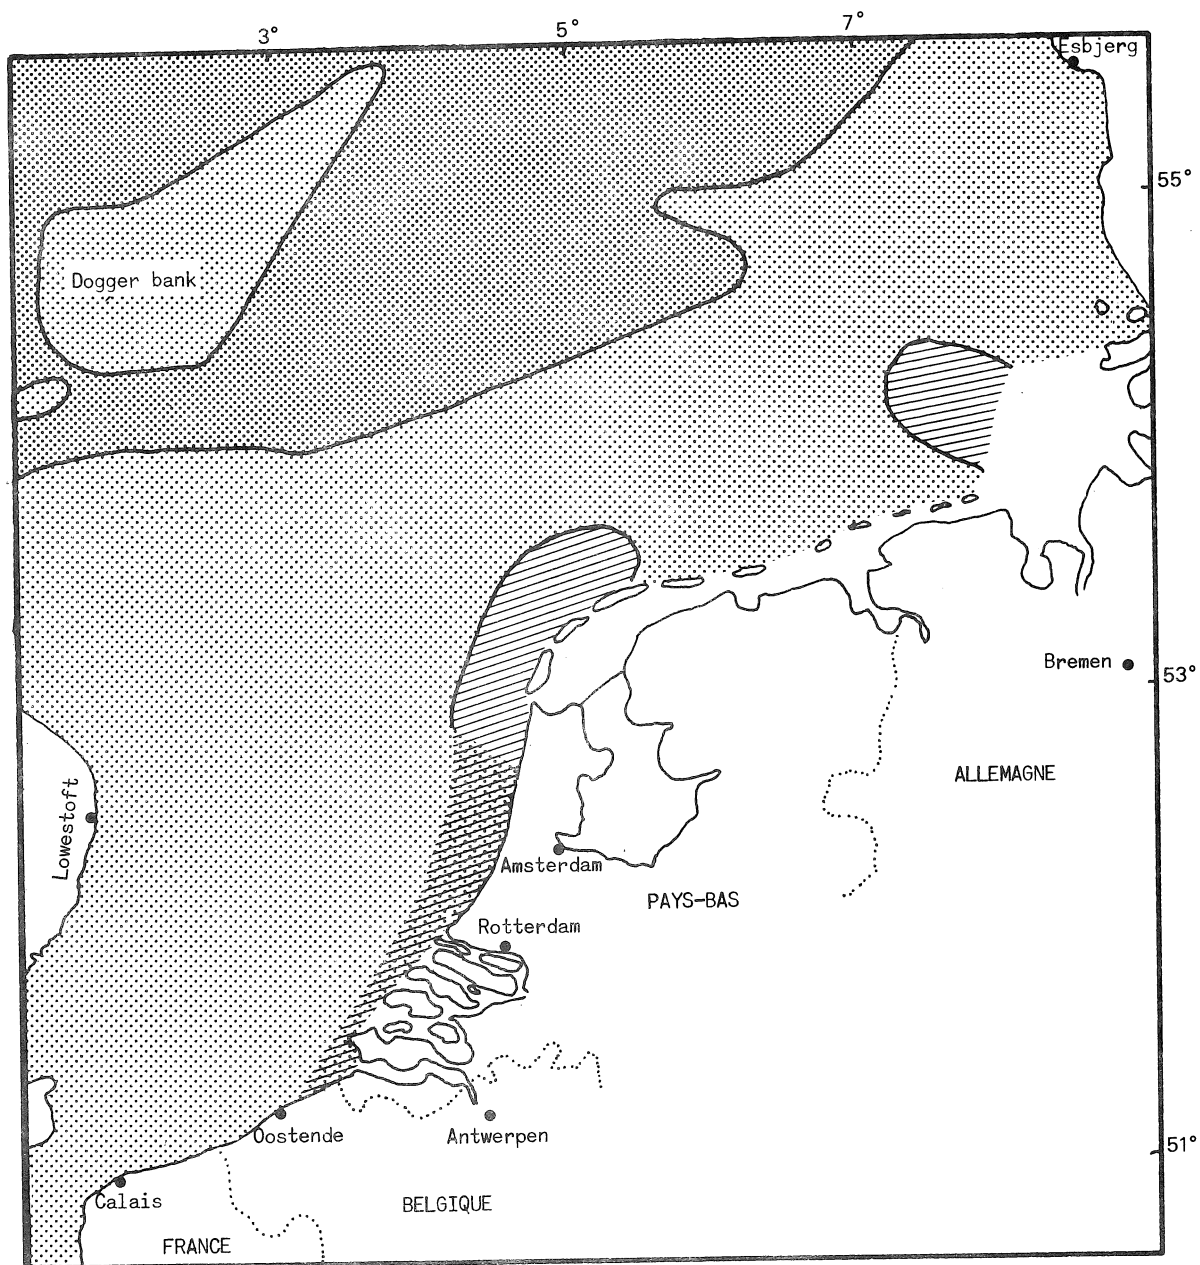 3°
5°
7°
Esbjerg
55°
Dogger bank
Bremen
53°
ALLEMAGNE
Lowestoft
Amsterdam
PAYS-BAS
Rotterdam
Oostende
Antwerpen
51°
Calais
BELGIQUE
FRANCE